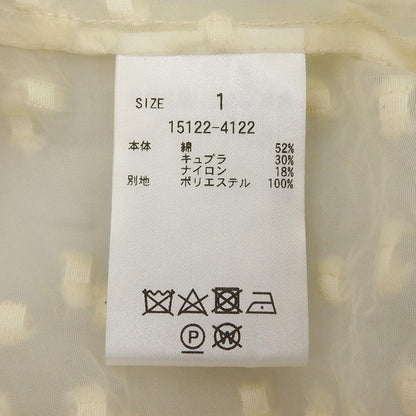 SIZE 1
15122-4122
本体 綿 52%
キュプラ 30%
ナイロン 18%
別地 ポリエステル 100%
P W